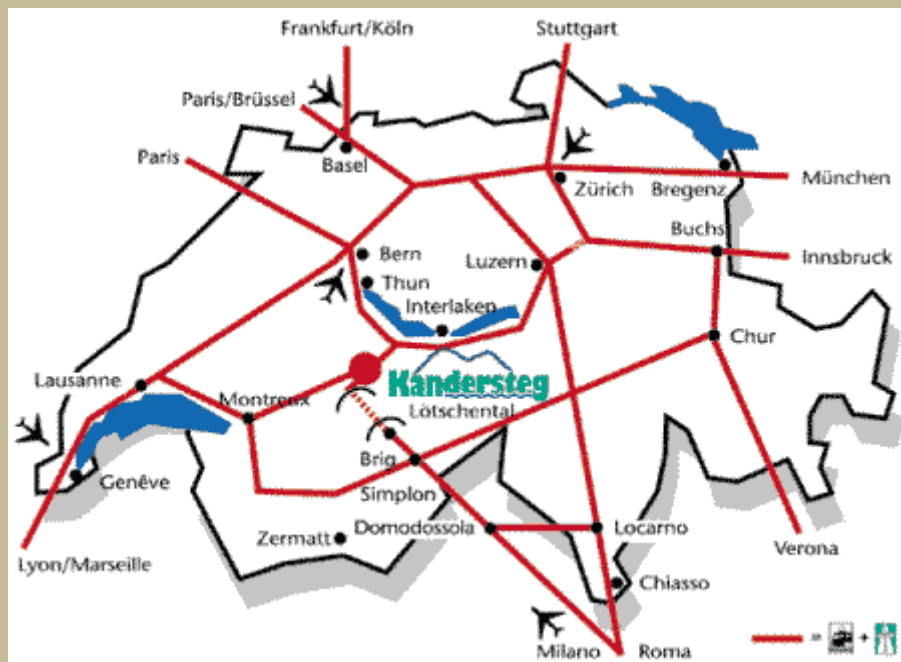 Frankfurt/Köln
Stuttgart
Paris/Brüssel
Paris
Basel
Zürich
Bregenz
München
Buchs
Bern
Luzern
Innsbruck
Thun
Interlaken
Chur
Lausanne
Kandersteg
Montreux
Lötschental
Brig
Genêve
Simplon
Zermatt
Domodossola
Locarno
Verona
Lyon/Marseille
Chiasso
Milano
Roma
= +